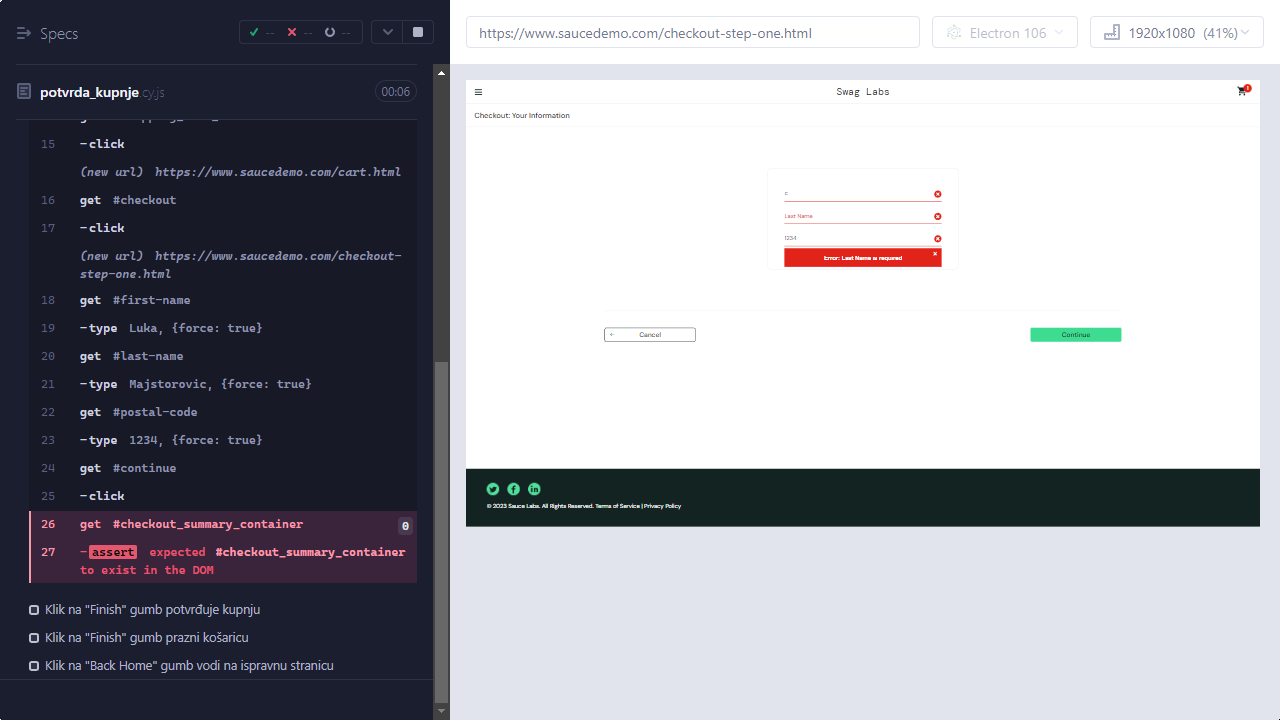 Specs
-- -- --
https://www.saucedemo.com/checkout-step-one.html
Electron 106
1920x1080 (41%)
potvrda_kupnje.cy.js
00:06
15 -click
(new url) https://www.saucedemo.com/cart.html
16 get #checkout
17 -click
(new url) https://www.saucedemo.com/checkout-
step-one.html
18 get #first-name
19 -type Luka, {force: true}
20 get #last-name
21 -type Majstorovic, {force: true}
22 get #postal-code
23 -type 1234, {force: true}
24 get #continue
25 -click
26 get #checkout_summary_container 0
27 -assert expected #checkout_summary_container
to exist in the DOM
Klik na "Finish" gumb potvrđuje kupnju
Klik na "Finish" gumb prazni košaricu
Klik na "Back Home" gumb vodi na ispravnu stranicu
Swag Labs
1
Checkout: Your Information
Last Name
1234
Error: Last Name is required
Cancel
Continue
© 2023 Sauce Labs. All Rights Reserved. Terms of Service | Privacy Policy